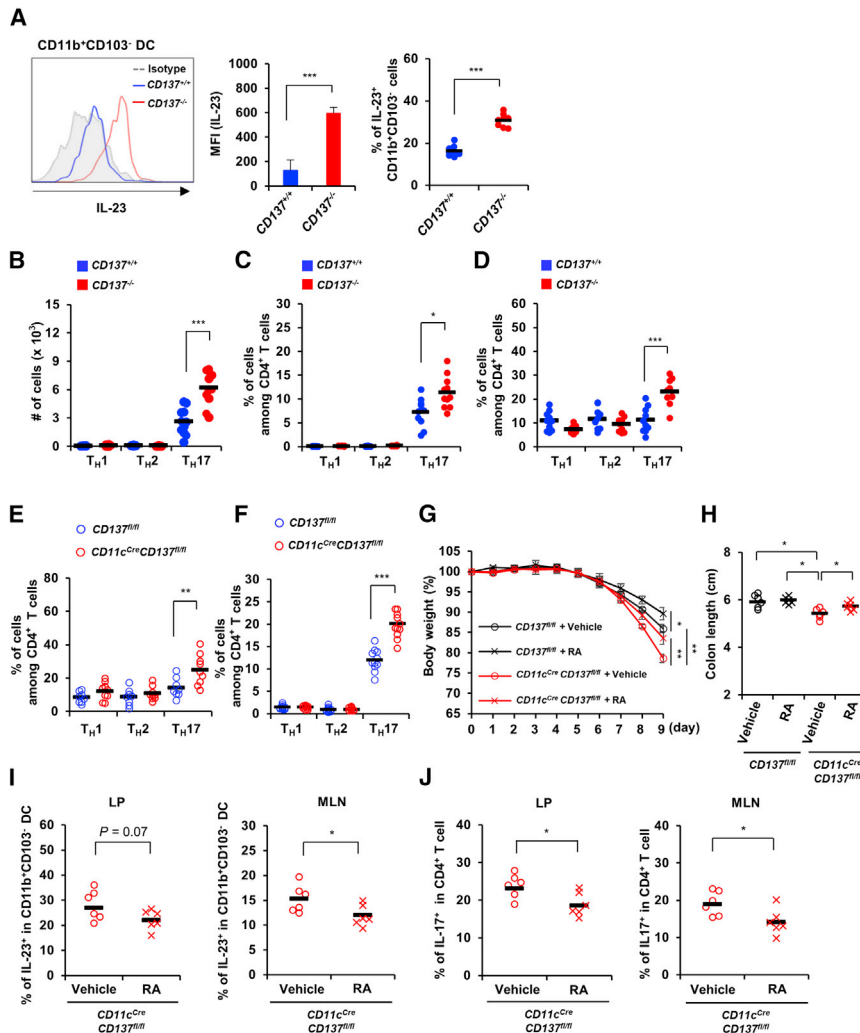 A
CD11b⁺CD103⁻ DC
Isotype
CD137⁺/⁺
CD137⁻/⁻
IL-23
MFI (IL-23)
1000
800
600
400
200
0
***
CD137⁺/⁺
CD137⁻/⁻
% of IL-23⁺
CD11b⁺CD103⁻ cells
60
40
20
0
***
CD137⁺/⁺
CD137⁻/⁻
B
CD137⁺/⁺
CD137⁻/⁻
# of cells (x 10³)
15
12
9
6
3
0
***
TH1 TH2 TH17
C
CD137⁺/⁺
CD137⁻/⁻
% of cells
among CD4⁺ T cells
30
25
20
15
10
5
0
*
TH1 TH2 TH17
D
CD137⁺/⁺
CD137⁻/⁻
% of cells
among CD4⁺ T cells
60
50
40
30
20
10
0
***
TH1 TH2 TH17
E
CD137fl/fl
CD11cCreCD137fl/fl
% of cells
among CD4⁺ T cells
80
60
40
20
0
**
TH1 TH2 TH17
F
CD137fl/fl
CD11cCreCD137fl/fl
% of cells
among CD4⁺ T cells
30
25
20
15
10
5
0
***
TH1 TH2 TH17
G
Body weight (%)
105
100
95
90
85
80
75
70
65
CD137fl/fl + Vehicle
CD137fl/fl + RA
CD11cCre CD137fl/fl + Vehicle
CD11cCre CD137fl/fl + RA
*
**
**
0 1 2 3 4 5 6 7 8 9 (day)
H
Colon length (cm)
8
6
4
2
*
* *
Vehicle RA Vehicle RA
CD137fl/fl
CD11cCre
CD137fl/fl
I
LP
% of IL-23⁺ in CD11b⁺CD103⁻ DC
60
50
40
30
20
10
0
P = 0.07
Vehicle RA
CD11cCre
CD137fl/fl
MLN
% of IL-23⁺ in CD11b⁺CD103⁻ DC
30
25
20
15
10
5
0
*
Vehicle RA
CD11cCre
CD137fl/fl
J
LP
% of IL-17⁺ in CD4⁺ T cell
40
30
20
10
0
*
Vehicle RA
CD11cCre
CD137fl/fl
MLN
% of IL17⁺ in CD4⁺ T cell
40
30
20
10
0
*
Vehicle RA
CD11cCre
CD137fl/fl